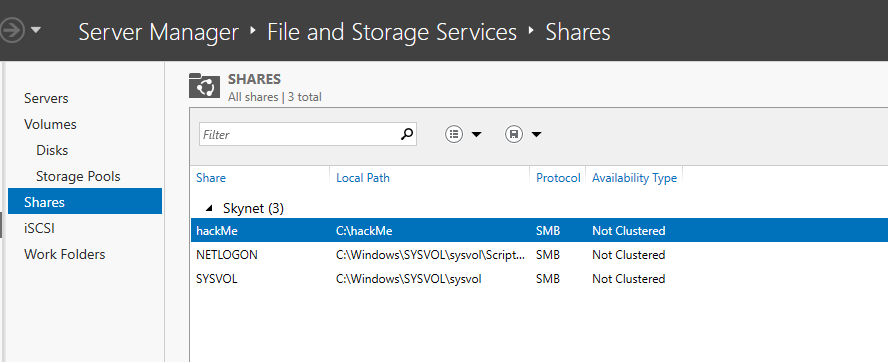 Server Manager ‣ File and Storage Services ‣ Shares
Servers
Volumes
Disks
Storage Pools
Shares
iSCSI
Work Folders
SHARES
All shares | 3 total
Filter
Share Local Path Protocol Availability Type
Skynet (3)
hackMe C:\hackMe SMB Not Clustered
NETLOGON C:\Windows\SYSVOL\sysvol\Script... SMB Not Clustered
SYSVOL C:\Windows\SYSVOL\sysvol SMB Not Clustered